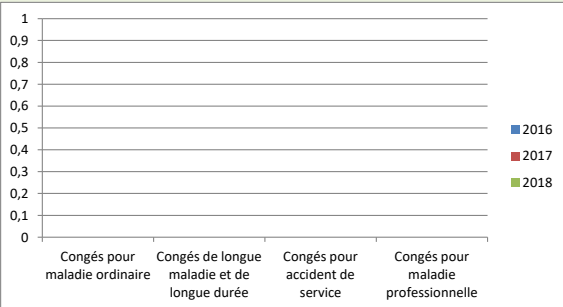 1
0,9
0,8
0,7
0,6
0,5
0,4
0,3
0,2
0,1
0
2016
2017
2018
Congés pour
maladie ordinaire
Congés de longue
maladie et de
longue durée
Congés pour
accident de
service
Congés pour
maladie
professionnelle